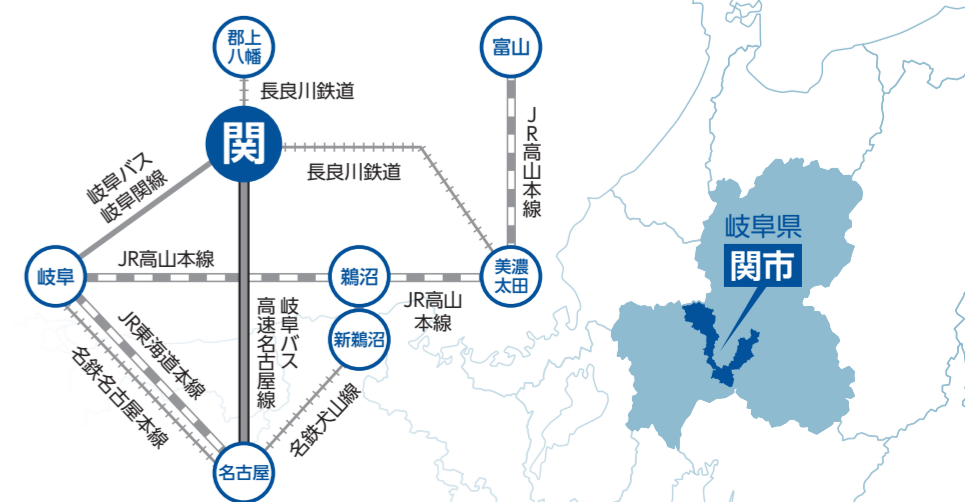 郡上
八幡
富山
長良川鉄道
関
JR高山本線
長良川鉄道
岐阜バス
岐阜関線
岐阜県
関市
岐阜
JR高山本線
鵜沼
美濃
太田
JR高山
本線
岐阜バス
高速名古屋線
新鵜沼
JR東海道本線
名鉄名古屋本線
名鉄犬山線
名古屋